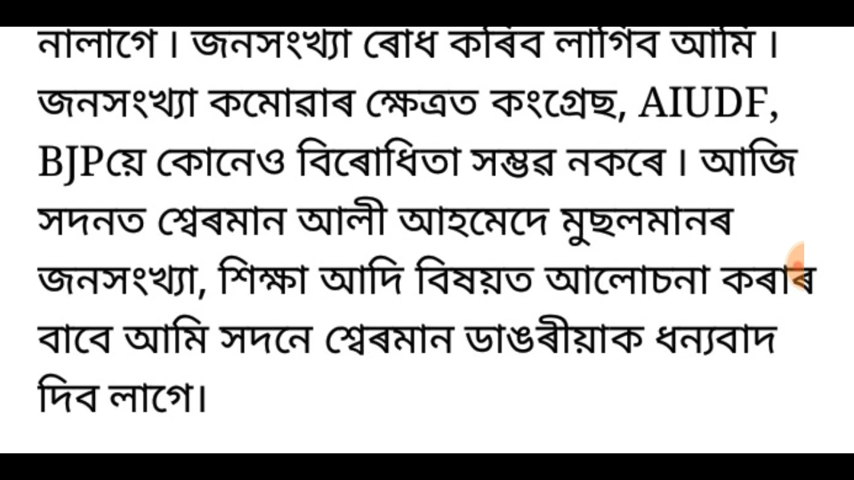 নালাগে । জনসংখ্যা ৰোধ কৰিব লাগিব আমি ।
জনসংখ্যা কমোৱাৰ ক্ষেত্ৰত কংগ্ৰেছ, AIUDF,
BJPয়ে কোনেও বিৰোধিতা সম্ভৱ নকৰে । আজি
সদনত শ্বেৰমান আলী আহমেদে মুছলমানৰ
জনসংখ্যা, শিক্ষা আদি বিষয়ত আলোচনা কৰাৰ
বাবে আমি সদনে শ্বেৰমান ডাঙৰীয়াক ধন্যবাদ
দিব লাগে।